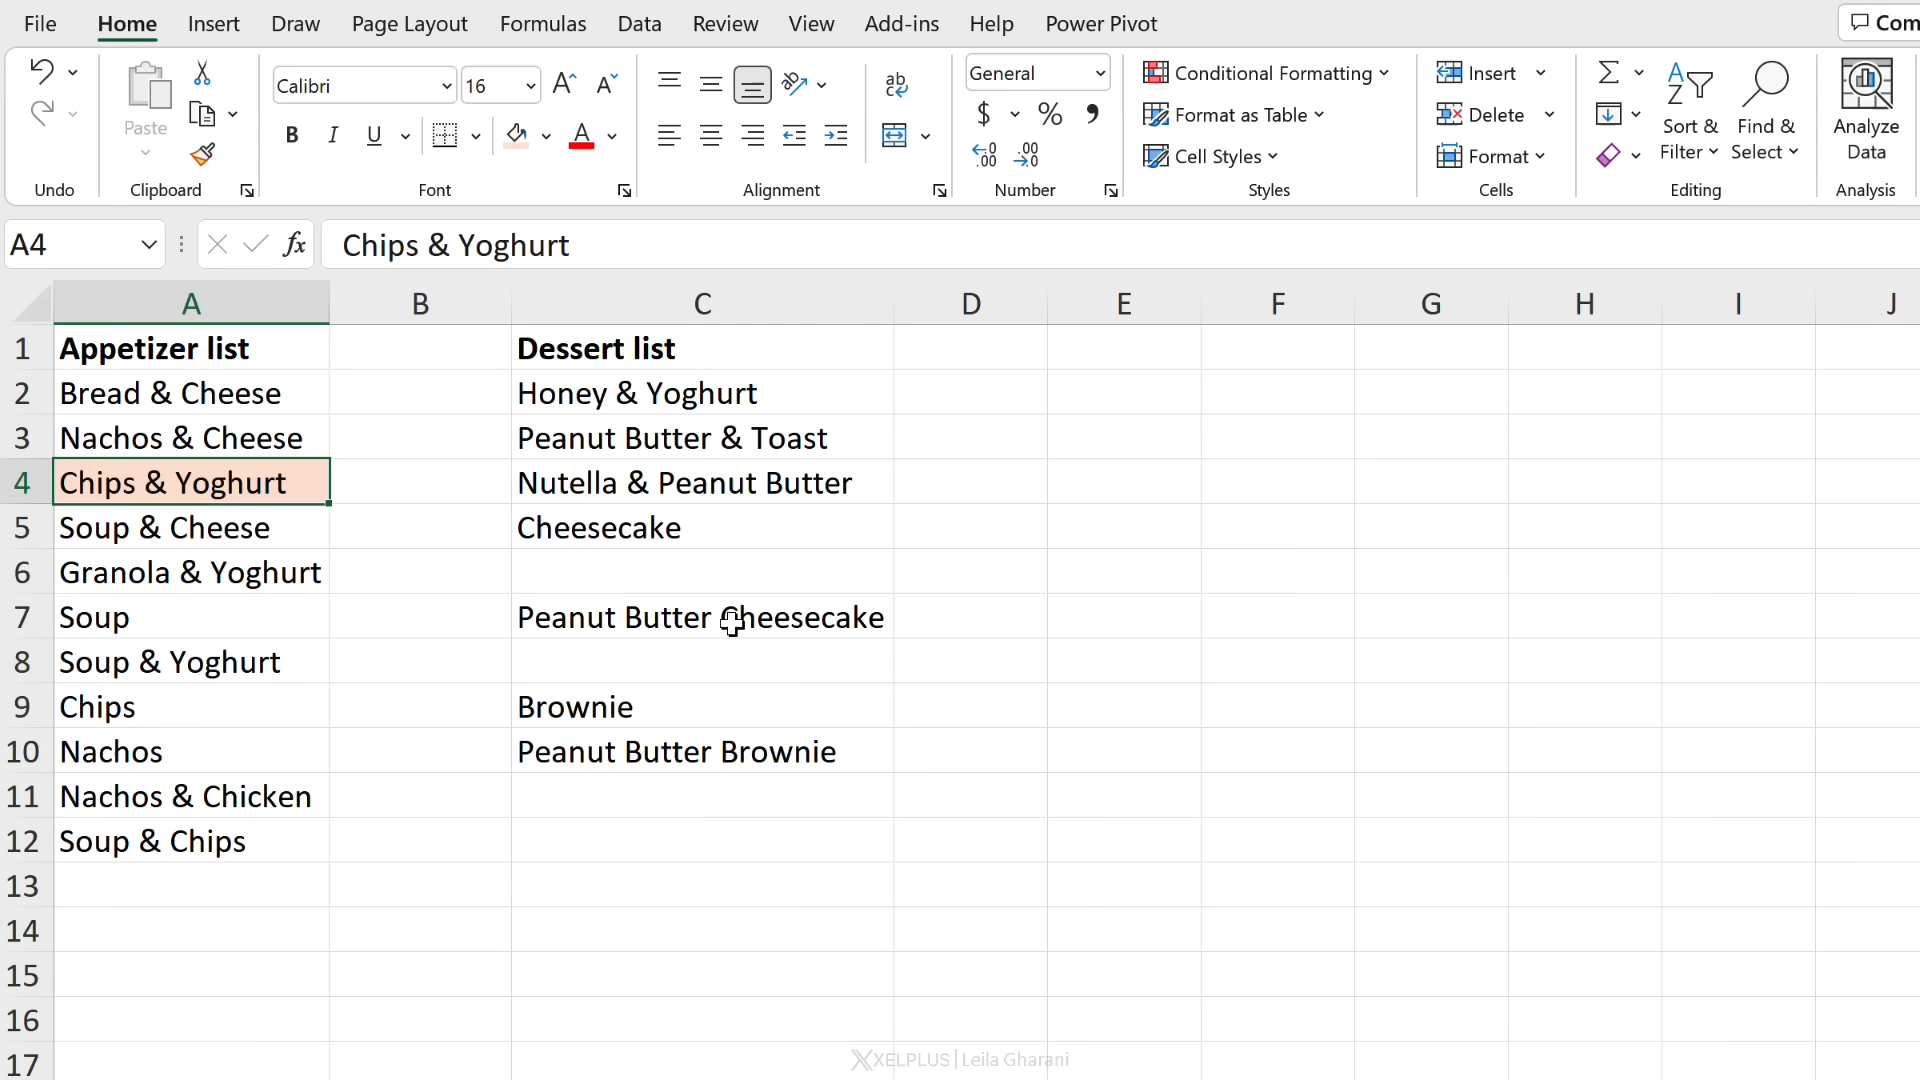 File Home Insert Draw Page Layout Formulas Data Review View Add-ins Help Power Pivot Com
Calibri 16 General Conditional Formatting Insert
Paste B I U A $ % Format as Table Delete Sort & Find & Analyze
Cell Styles Format Filter Select Data
Undo Clipboard Font Alignment Number Styles Cells Editing Analysis
A4 fx Chips & Yoghurt
A B C D E F G H I J
1 Appetizer list Dessert list
2 Bread & Cheese Honey & Yoghurt
3 Nachos & Cheese Peanut Butter & Toast
4 Chips & Yoghurt Nutella & Peanut Butter
5 Soup & Cheese Cheesecake
6 Granola & Yoghurt
7 Soup Peanut Butter Cheesecake
8 Soup & Yoghurt
9 Chips Brownie
10 Nachos Peanut Butter Brownie
11 Nachos & Chicken
12 Soup & Chips
13
14
15
16
17
XELPLUS | Leila Gharani